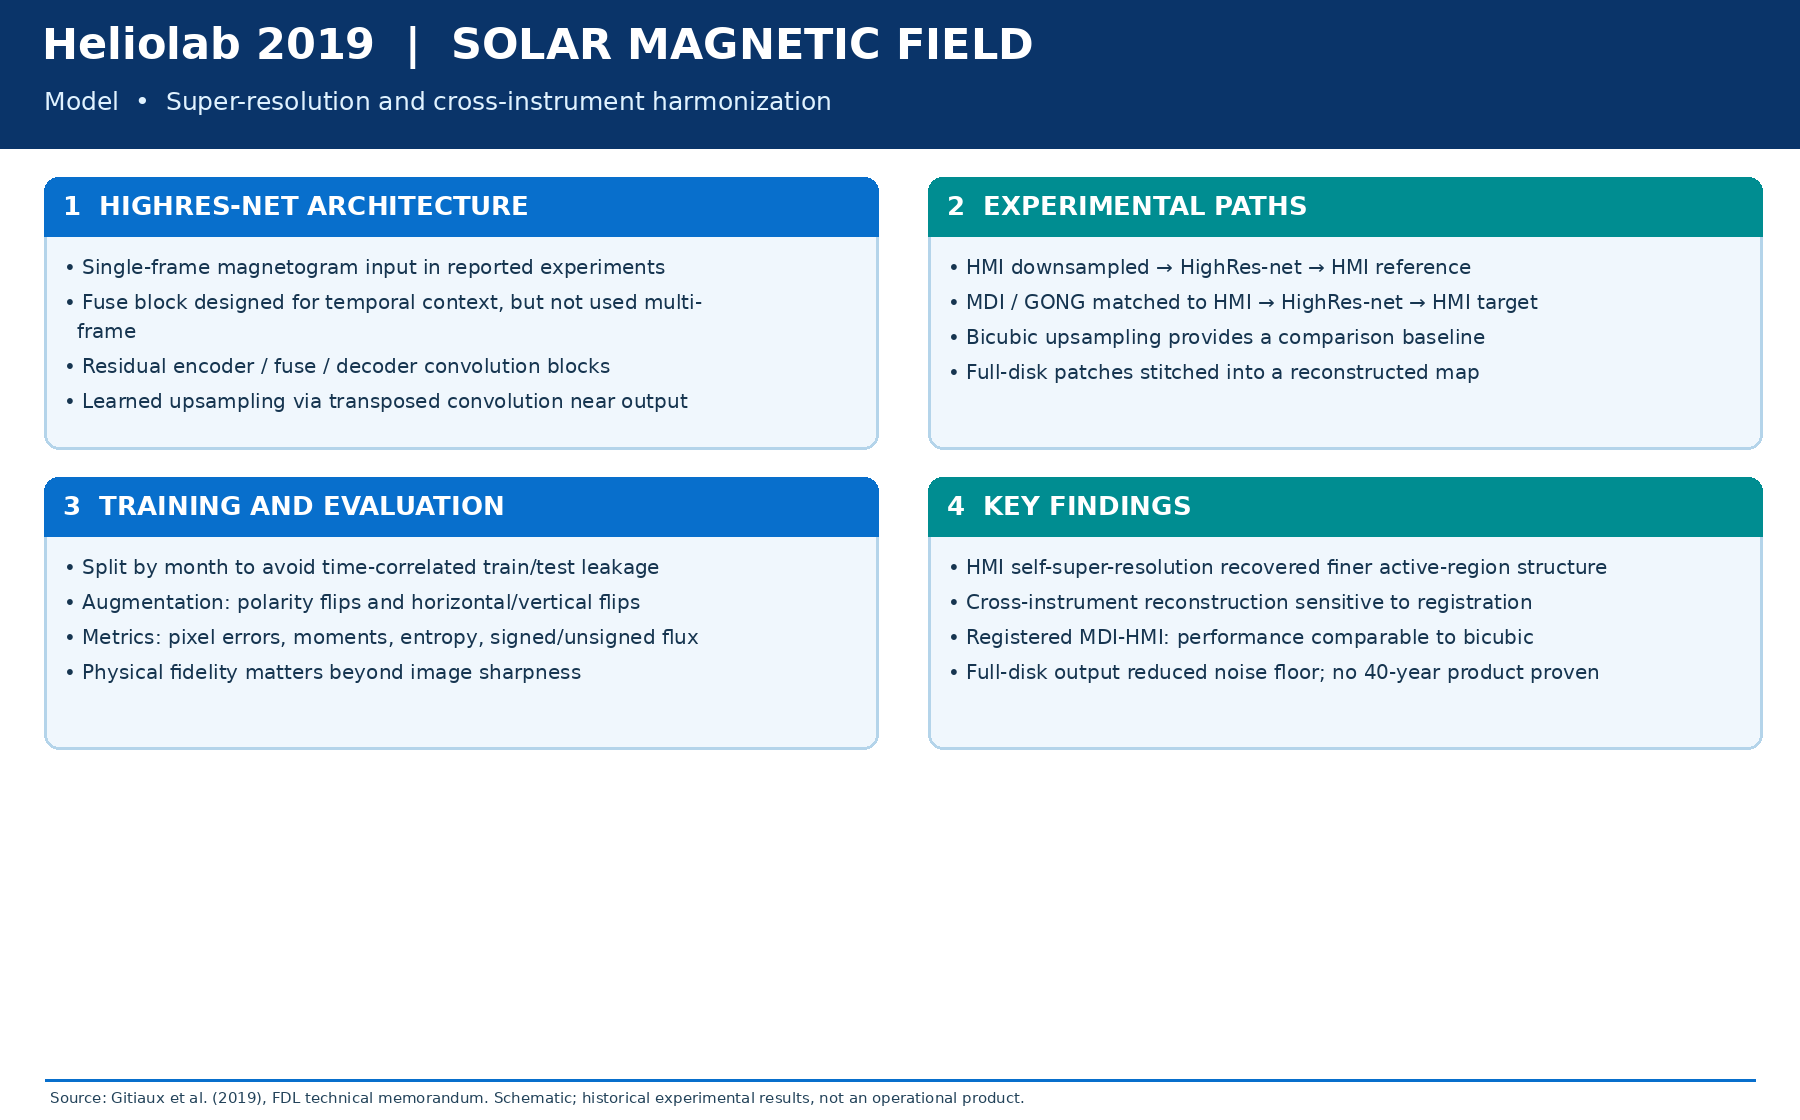 Heliolab 2019 | SOLAR MAGNETIC FIELD
Model • Super-resolution and cross-instrument harmonization
1 HIGHRES-NET ARCHITECTURE
• Single-frame magnetogram input in reported experiments
• Fuse block designed for temporal context, but not used multi-
frame
• Residual encoder / fuse / decoder convolution blocks
• Learned upsampling via transposed convolution near output
2 EXPERIMENTAL PATHS
• HMI downsampled → HighRes-net → HMI reference
• MDI / GONG matched to HMI → HighRes-net → HMI target
• Bicubic upsampling provides a comparison baseline
• Full-disk patches stitched into a reconstructed map
3 TRAINING AND EVALUATION
• Split by month to avoid time-correlated train/test leakage
• Augmentation: polarity flips and horizontal/vertical flips
• Metrics: pixel errors, moments, entropy, signed/unsigned flux
• Physical fidelity matters beyond image sharpness
4 KEY FINDINGS
• HMI self-super-resolution recovered finer active-region structure
• Cross-instrument reconstruction sensitive to registration
• Registered MDI-HMI: performance comparable to bicubic
• Full-disk output reduced noise floor; no 40-year product proven
Source: Gitiaux et al. (2019), FDL technical memorandum. Schematic; historical experimental results, not an operational product.